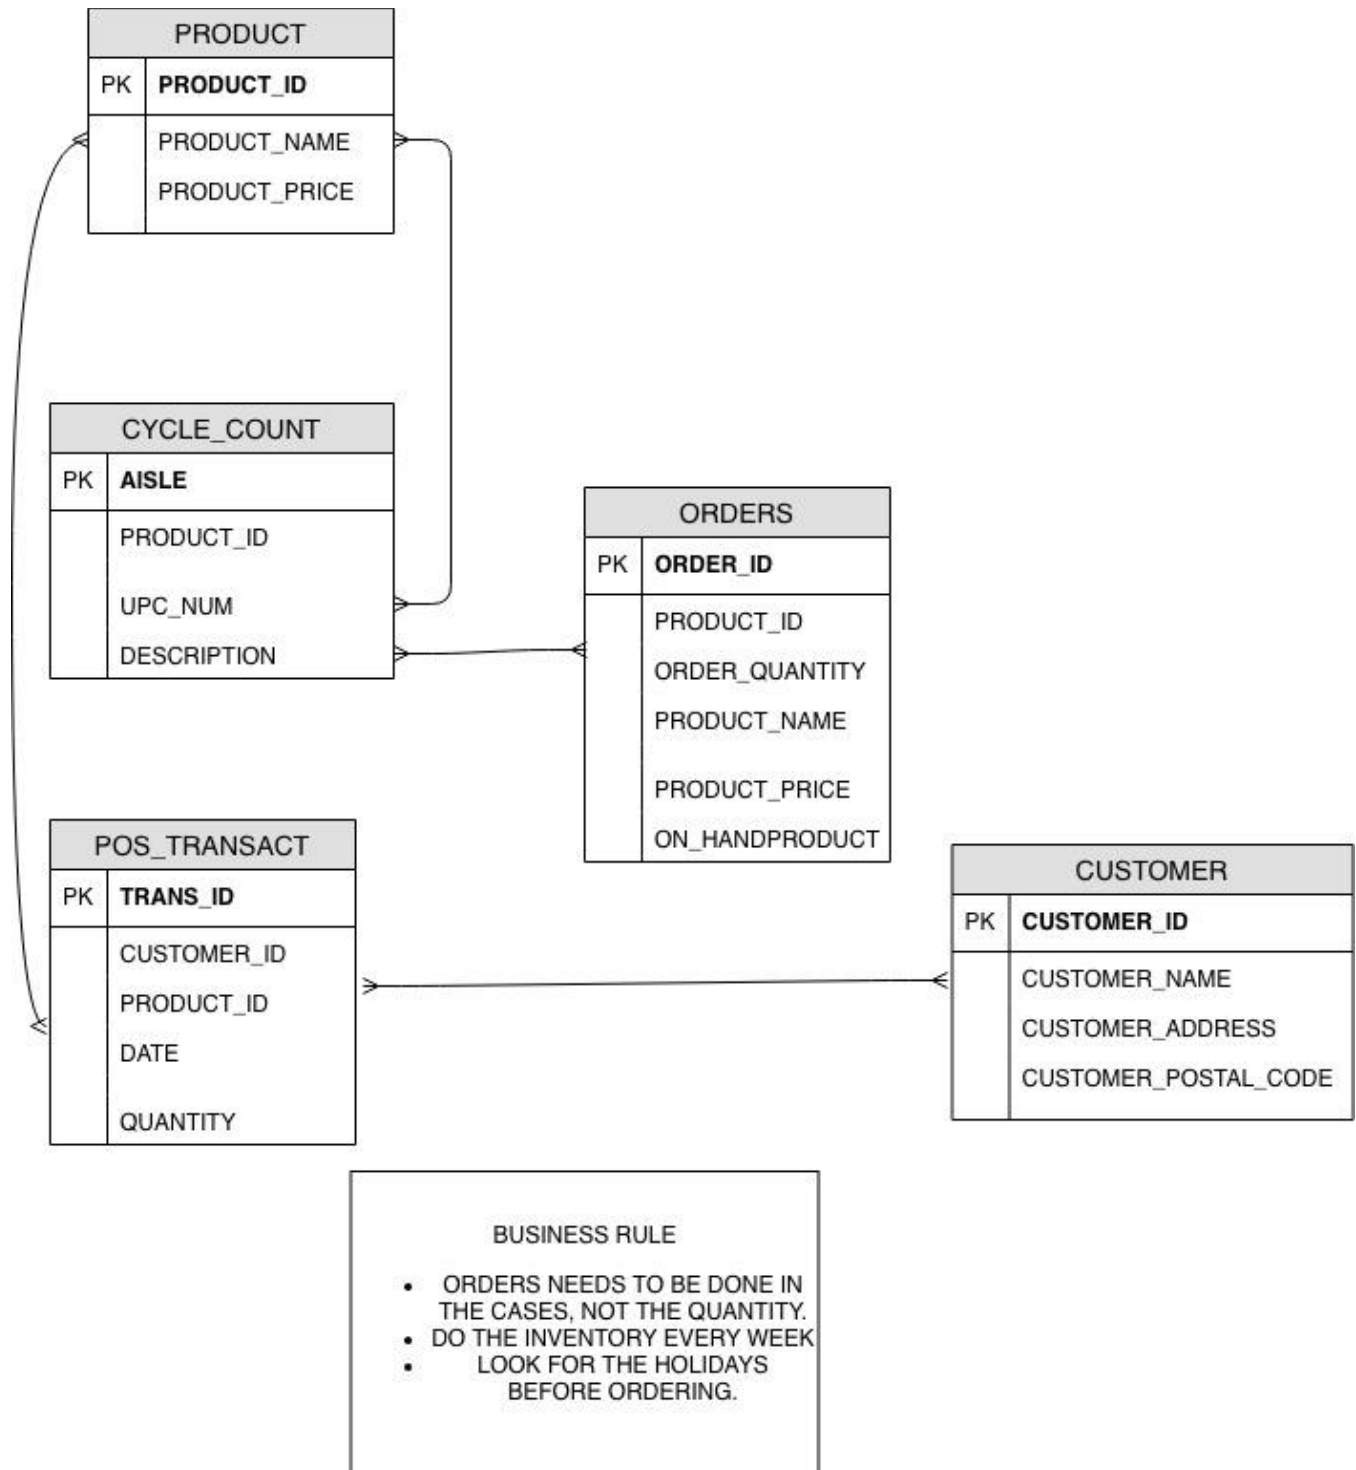 PRODUCT
PK PRODUCT_ID
PRODUCT_NAME
PRODUCT_PRICE
CYCLE_COUNT
PK AISLE
PRODUCT_ID
UPC_NUM
DESCRIPTION
ORDERS
PK ORDER_ID
PRODUCT_ID
ORDER_QUANTITY
PRODUCT_NAME
PRODUCT_PRICE
ON_HANDPRODUCT
POS_TRANSACT
PK TRANS_ID
CUSTOMER_ID
PRODUCT_ID
DATE
QUANTITY
CUSTOMER
PK CUSTOMER_ID
CUSTOMER_NAME
CUSTOMER_ADDRESS
CUSTOMER_POSTAL_CODE
BUSINESS RULE
• ORDERS NEEDS TO BE DONE IN
THE CASES, NOT THE QUANTITY.
• DO THE INVENTORY EVERY WEEK
• LOOK FOR THE HOLIDAYS
BEFORE ORDERING.